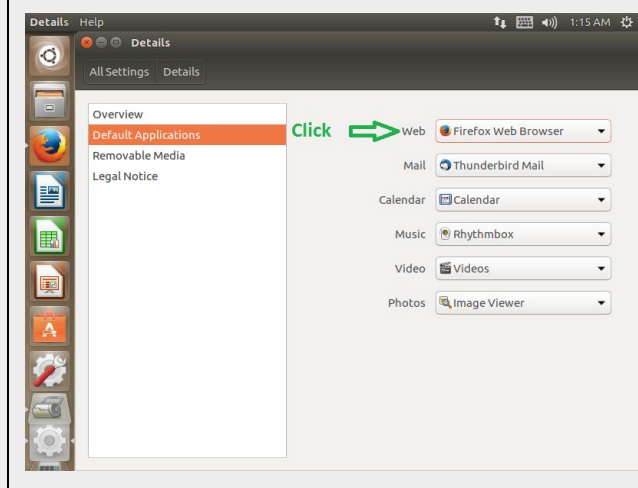 Details Help 1:15 AM
Details
All Settings Details
Overview
Default Applications
Removable Media
Legal Notice
Click
Web Firefox Web Browser
Mail Thunderbird Mail
Calendar Calendar
Music Rhythmbox
Video Videos
Photos Image Viewer